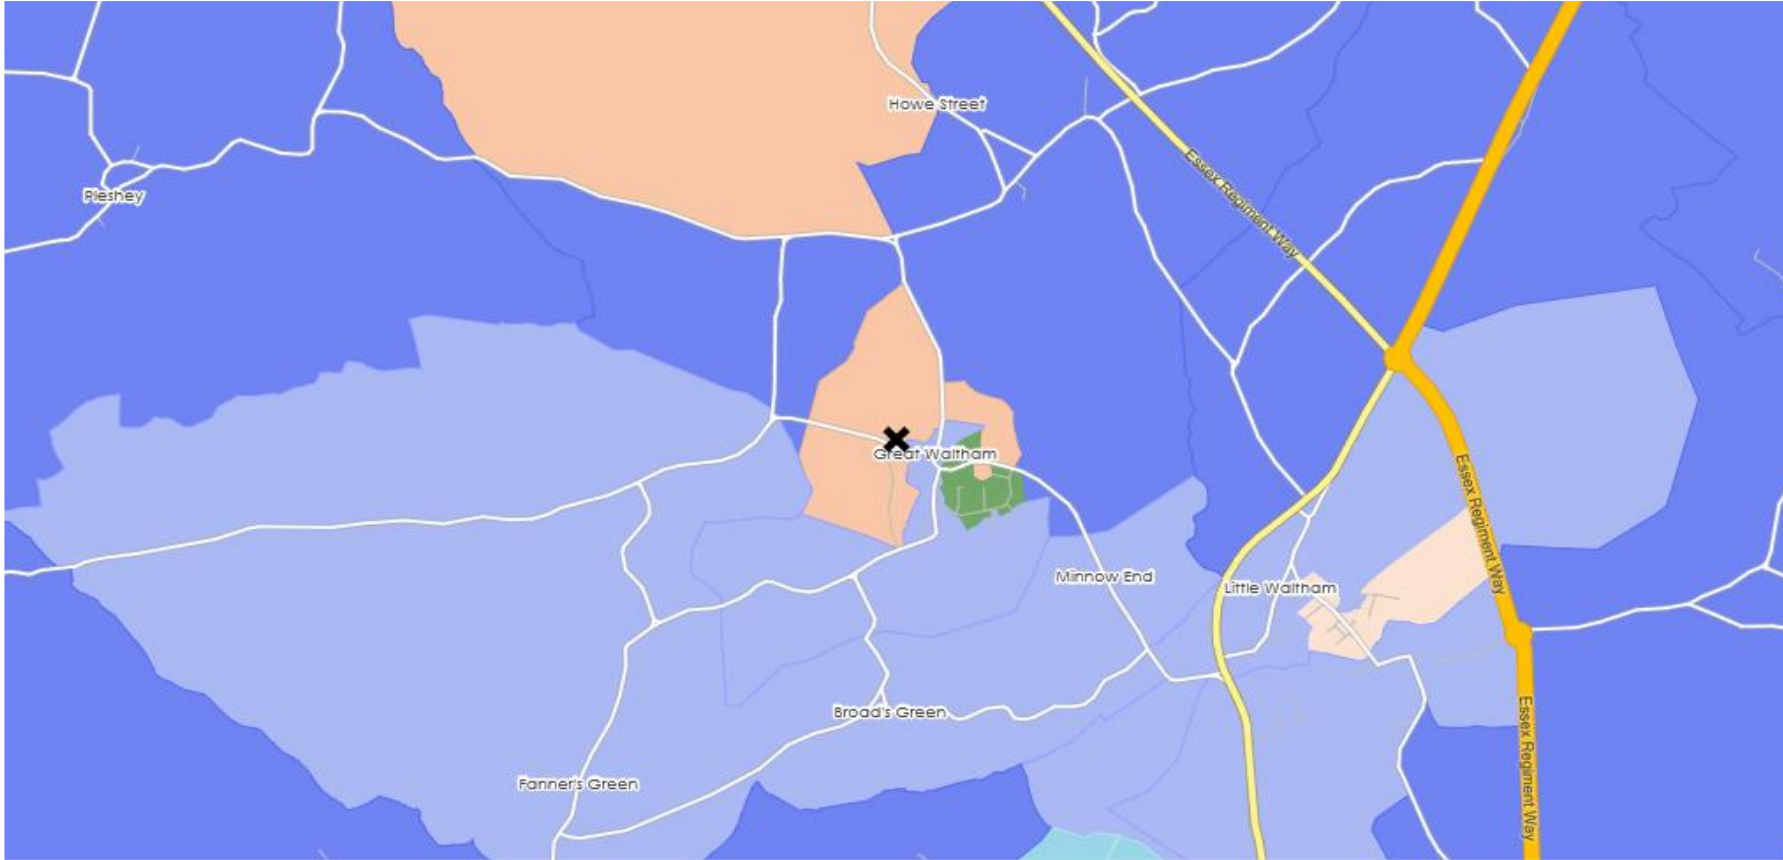 Howe Street
Essex Regiment Way
Pleshey
Great Waltham
Essex Regiment Way
Minnow End
Little Waltham
Broad's Green
Essex Regiment Way
Fanner's Green